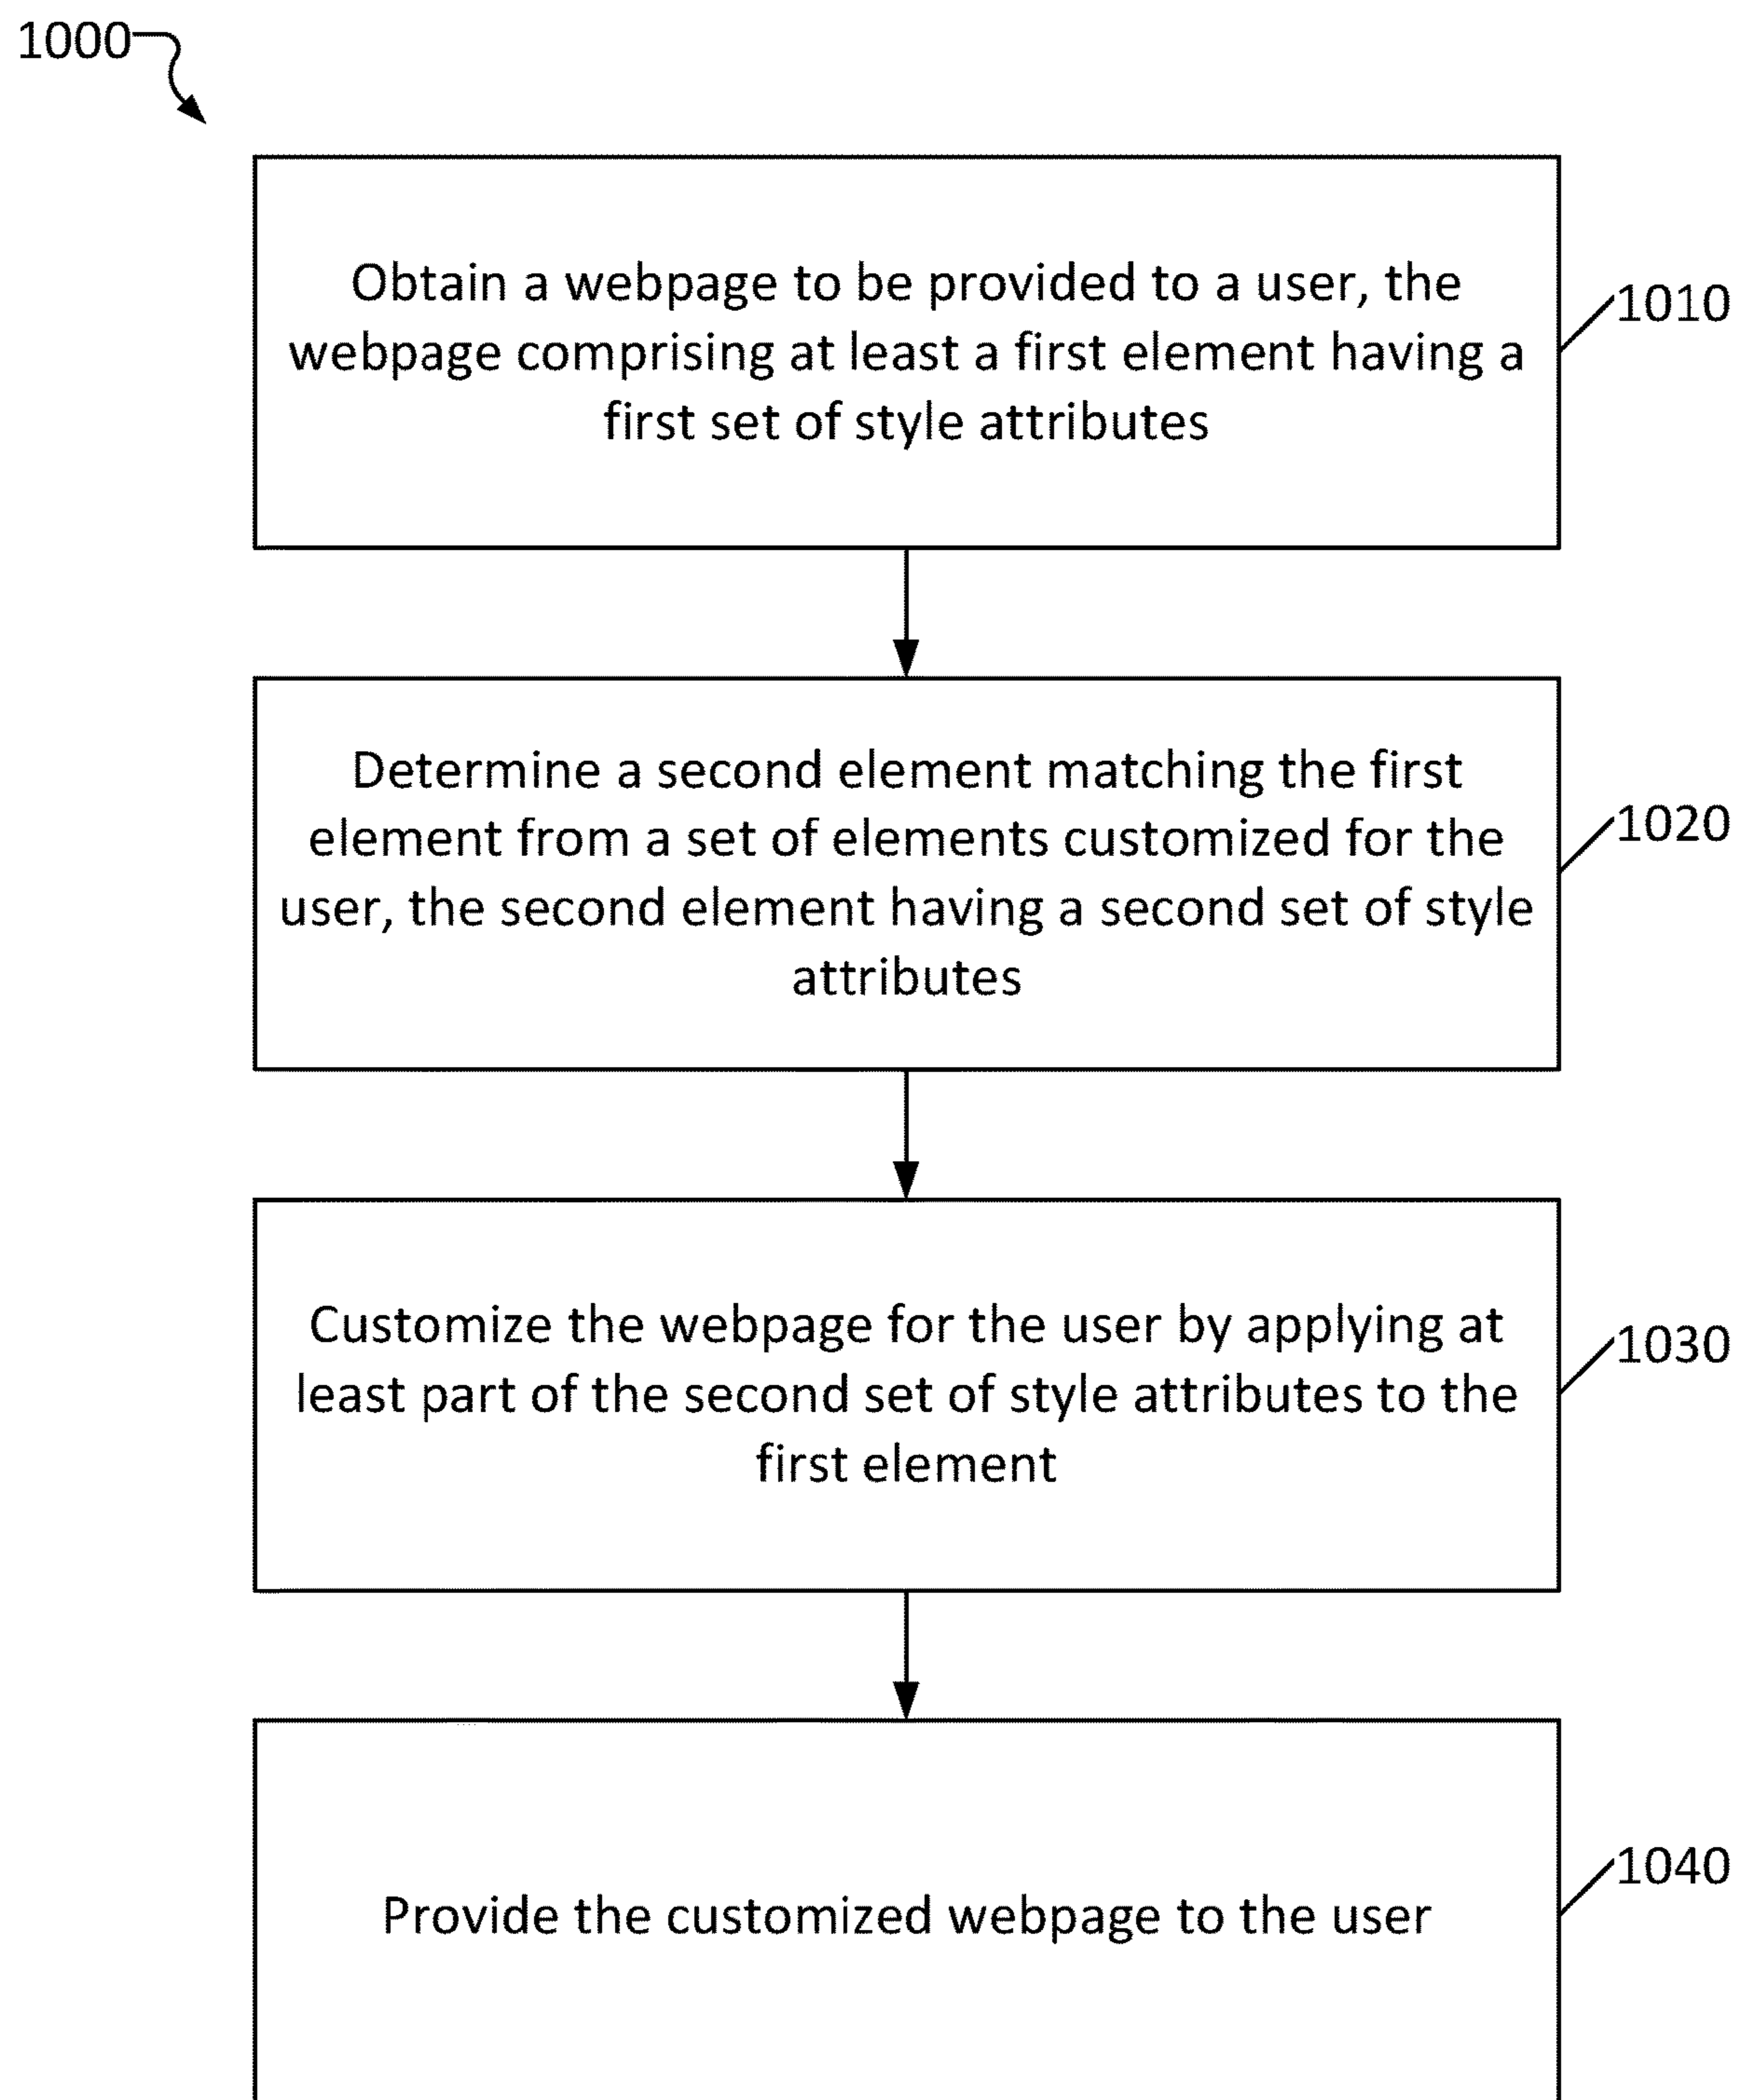 1000
Obtain a webpage to be provided to a user, the
webpage comprising at least a first element having a
first set of style attributes
1010
Determine a second element matching the first
element from a set of elements customized for the
user, the second element having a second set of style
attributes
1020
Customize the webpage for the user by applying at
least part of the second set of style attributes to the
first element
1030
Provide the customized webpage to the user
1040